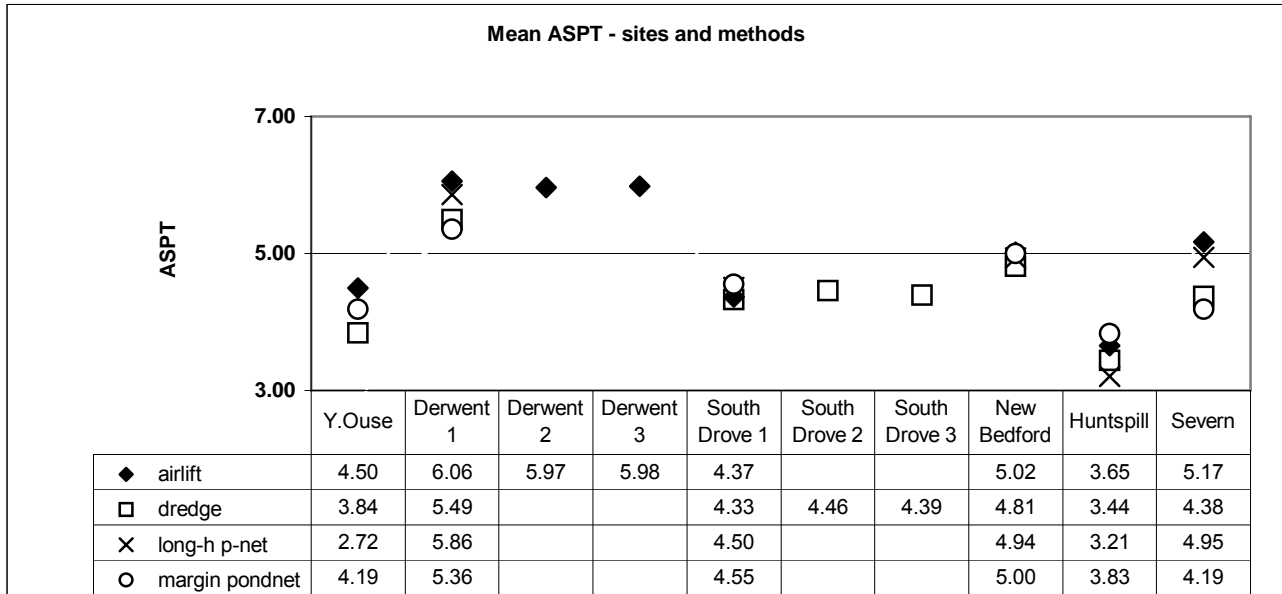 Mean ASPT - sites and methods
7.00
5.00
3.00
ASPT
Y.Ouse Derwent 1 Derwent 2 Derwent 3 South Drove 1 South Drove 2 South Drove 3 New Bedford Huntspill Severn
airlift 4.50 6.06 5.97 5.98 4.37 5.02 3.65 5.17
dredge 3.84 5.49 4.33 4.46 4.39 4.81 3.44 4.38
long-h p-net 2.72 5.86 4.50 4.94 3.21 4.95
margin pondnet 4.19 5.36 4.55 5.00 3.83 4.19